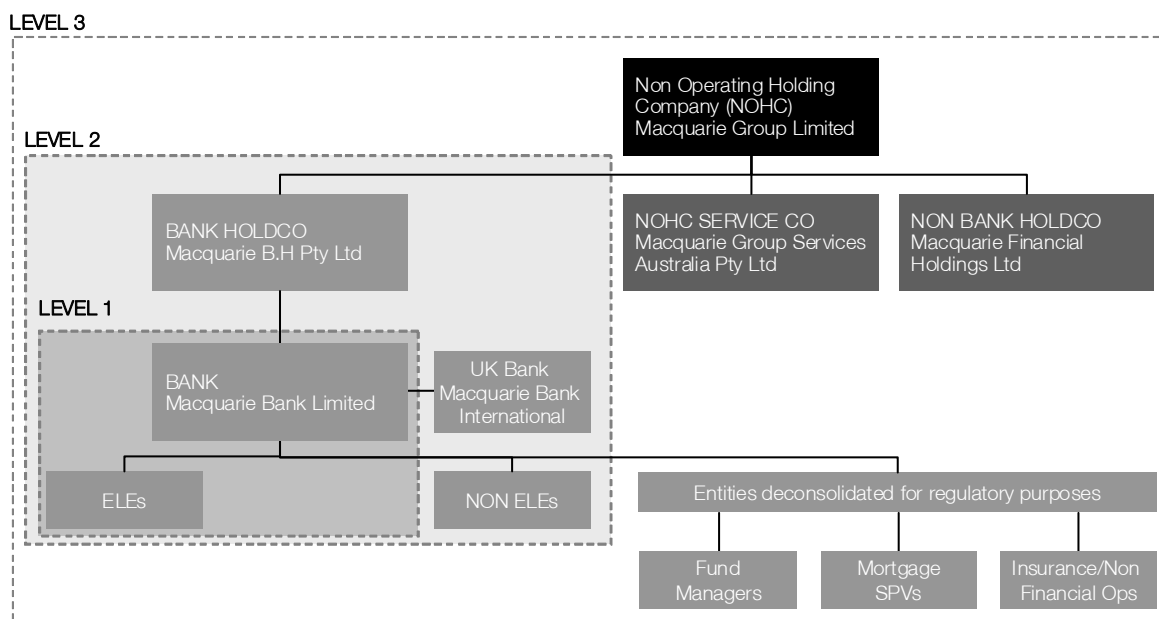 LEVEL 3
Non Operating Holding
Company (NOHC)
Macquarie Group Limited
LEVEL 2
BANK HOLDCO
Macquarie B.H Pty Ltd
NOHC SERVICE CO
Macquarie Group Services
Australia Pty Ltd
NON BANK HOLDCO
Macquarie Financial
Holdings Ltd
LEVEL 1
BANK
Macquarie Bank Limited
UK Bank
Macquarie Bank
International
ELEs
NON ELEs
Entities deconsolidated for regulatory purposes
Fund
Managers
Mortgage
SPVs
Insurance/Non
Financial Ops